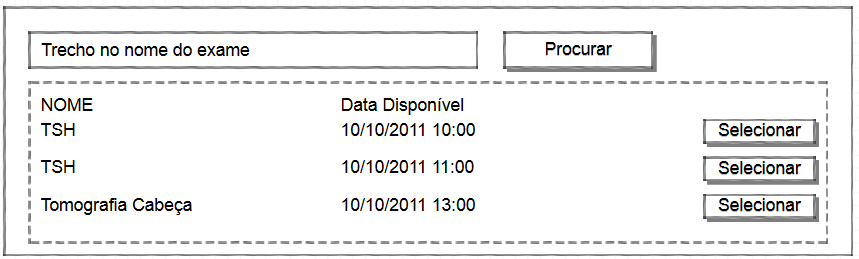 Trecho no nome do exame Procurar
NOME Data Disponível
TSH 10/10/2011 10:00 Selecionar
TSH 10/10/2011 11:00 Selecionar
Tomografia Cabeça 10/10/2011 13:00 Selecionar